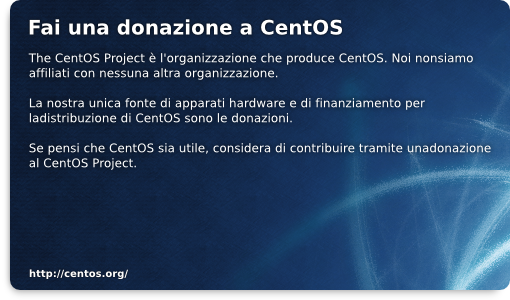 Fai una donazione a CentOS
The CentOS Project è l'organizzazione che produce CentOS. Noi nonsiamo
affiliati con nessuna altra organizzazione.
La nostra unica fonte di apparati hardware e di finanziamento per
ladistribuzione di CentOS sono le donazioni.
Se pensi che CentOS sia utile, considera di contribuire tramite unadonazione
al CentOS Project.
http://centos.org/